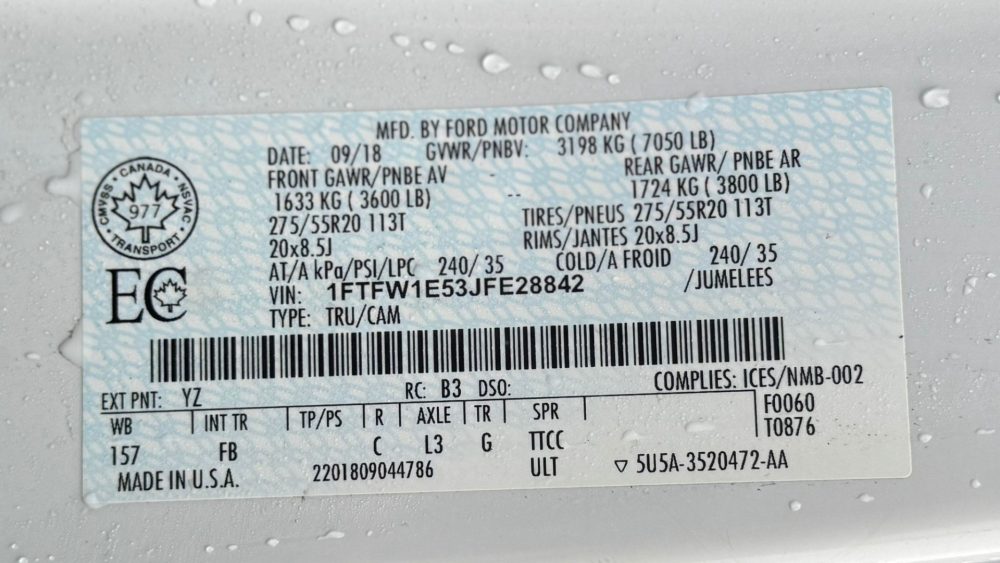 MFD. BY FORD MOTOR COMPANY
DATE: 09/18 GVWR/PNBV: 3198 KG ( 7050 LB)
FRONT GAWR/PNBE AV REAR GAWR/ PNBE AR
1633 KG ( 3600 LB) -- 1724 KG ( 3800 LB)
275/55R20 113T TIRES/PNEUS 275/55R20 113T
20x8.5J RIMS/JANTES 20x8.5J
AT/A kPa/PSI/LPC 240/ 35 COLD/A FROID 240/ 35
VIN: 1FTFW1E53JFE28842 /JUMELEES
TYPE: TRU/CAM
CANADA
CMVSS NSVAC
977
TRANSPORT
EC
EXT PNT: YZ RC: B3 DSO: COMPLIES: ICES/NMB-002
WB INT TR TP/PS R AXLE TR SPR F0060
157 FB C L3 G TTCC T0876
MADE IN U.S.A. 2201809044786 ULT ▽ 5U5A-3520472-AA